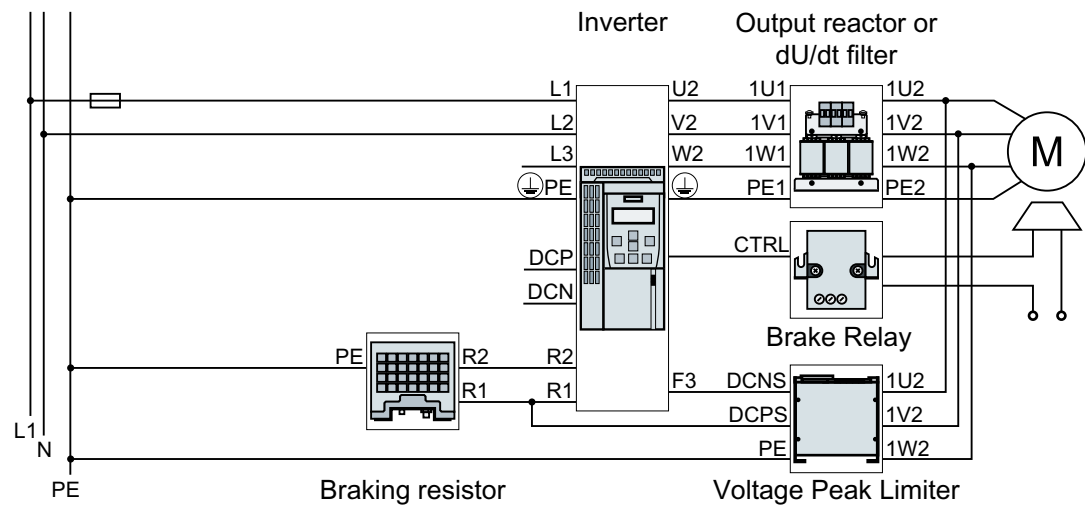 Inverter
Output reactor or
dU/dt filter
L1 U2 1U1 1U2
L2 V2 1V1 1V2
L3 W2 1W1 1W2
PE PE1 PE2
M
CTRL
DCP
DCN
Brake Relay
PE R2 R2
R1 R1
F3 DCNS 1U2
DCPS 1V2
PE 1W2
L1
N
PE
Braking resistor
Voltage Peak Limiter